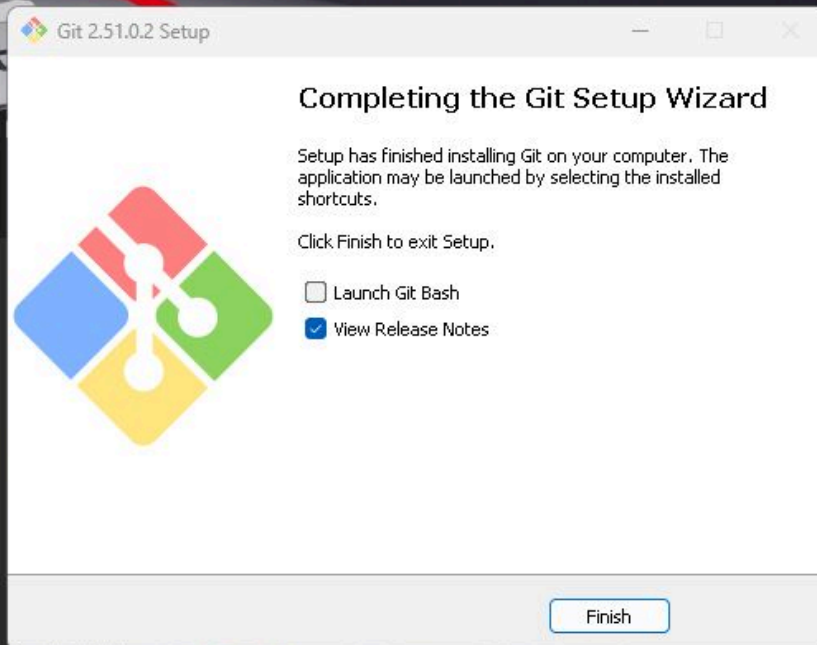 Git 2.51.0.2 Setup
Completing the Git Setup Wizard
Setup has finished installing Git on your computer. The
application may be launched by selecting the installed
shortcuts.
Click Finish to exit Setup.
Launch Git Bash
View Release Notes
Finish